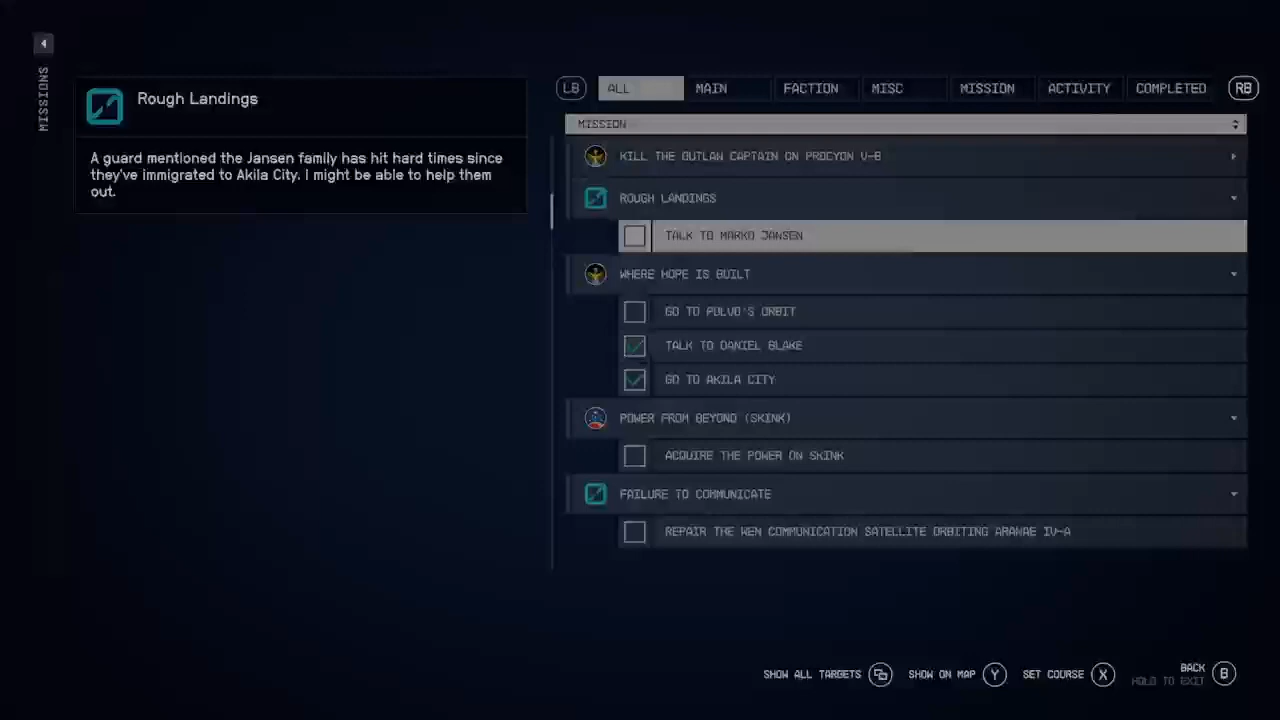 MISSIONS
Rough Landings
A guard mentioned the Jansen family has hit hard times since
they've immigrated to Akila City. I might be able to help them
out.
LB
ALL
MAIN
FACTION
MISC
MISSION
ACTIVITY
COMPLETED
RB
MISSION
KILL THE OUTLAW CAPTAIN ON PROCYON V-B
ROUGH LANDINGS
TALK TO MARKO JANSEN
WHERE HOPE IS BUILT
GO TO POLVO'S ORBIT
TALK TO DANIEL BLAKE
GO TO AKILA CITY
POWER FROM BEYOND (SKINK)
ACQUIRE THE POWER ON SKINK
FAILURE TO COMMUNICATE
REPAIR THE WEN COMMUNICATION SATELLITE ORBITING ARANAE IV-A
SHOW ALL TARGETS
SHOW ON MAP Y
SET COURSE X
BACK B
HOLD TO EXIT